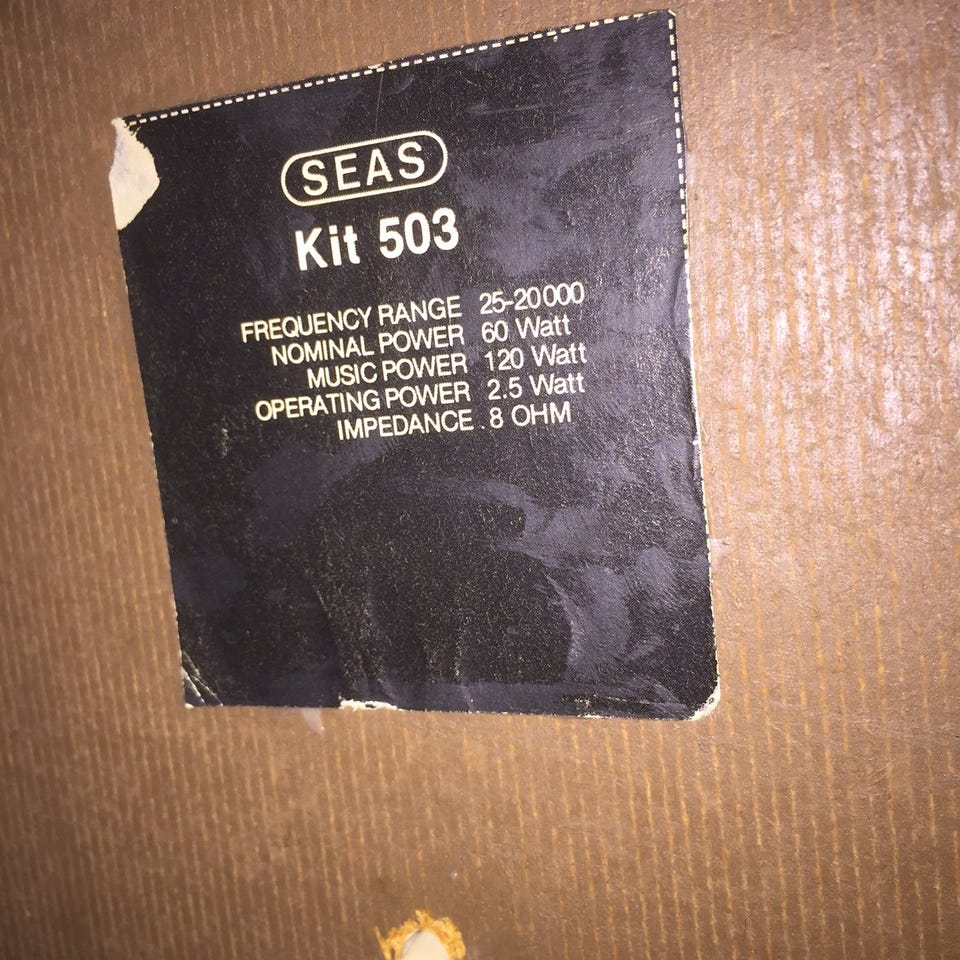 SEAS
Kit 503
FREQUENCY RANGE 25-20000
NOMINAL POWER 60 Watt
MUSIC POWER 120 Watt
OPERATING POWER 2.5 Watt
IMPEDANCE . 8 OHM